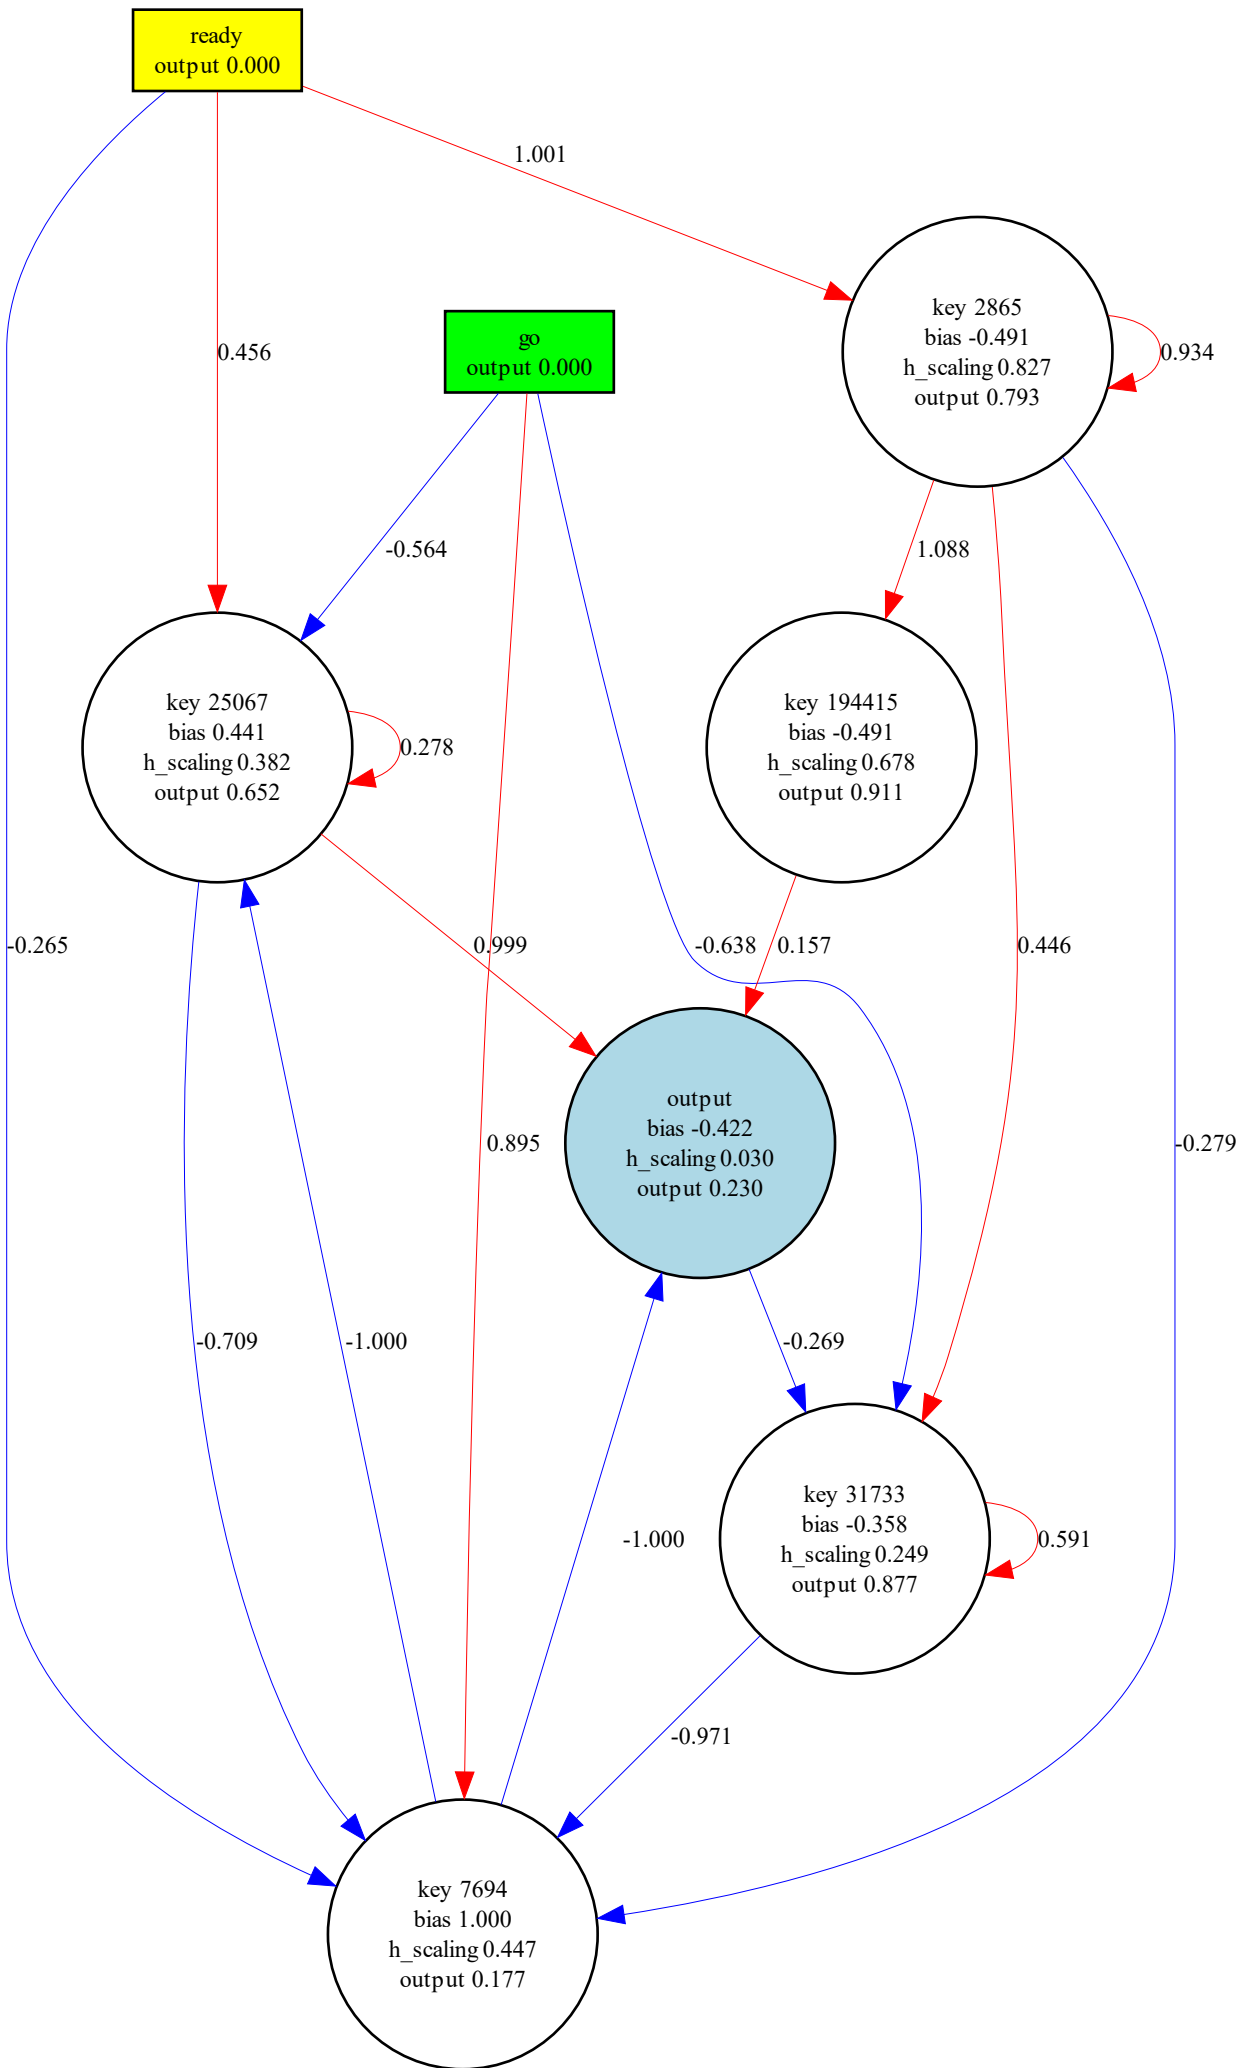 ready
output 0.000
1.001
key 2865
bias -0.491
h_scaling 0.827
output 0.793
0.934
go
output 0.000
0.456
-0.564
1.088
key 25067
bias 0.441
h_scaling 0.382
output 0.652
0.278
key 194415
bias -0.491
h_scaling 0.678
output 0.911
-0.265
0.999
-0.638
0.157
0.446
output
bias -0.422
h_scaling 0.030
output 0.230
0.895
-0.279
-0.709
-1.000
-0.269
-1.000
key 31733
bias -0.358
h_scaling 0.249
output 0.877
0.591
-0.971
key 7694
bias 1.000
h_scaling 0.447
output 0.177